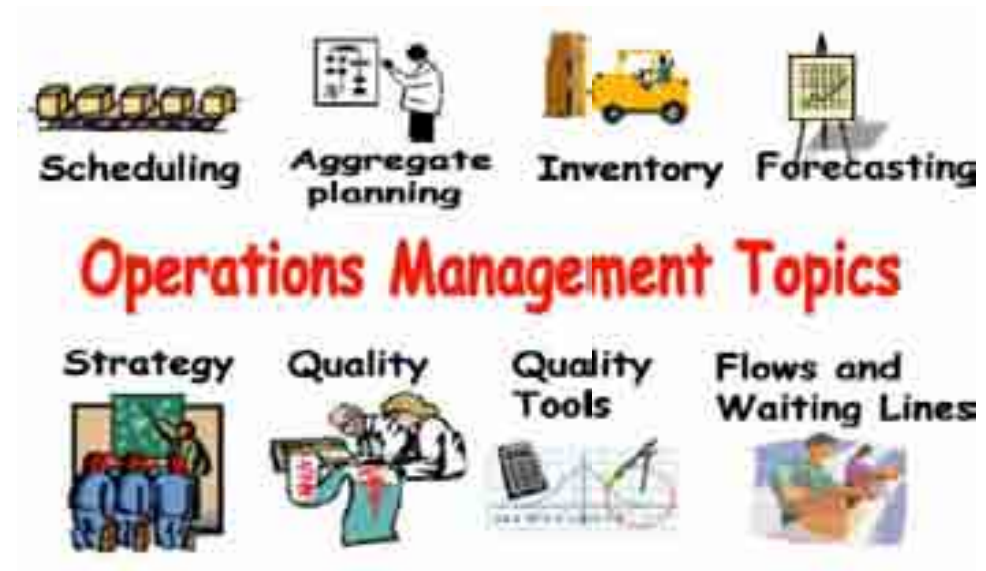 Scheduling
Aggregate
planning
Inventory
Forecasting
Operations Management Topics
Strategy
Quality
Quality
Tools
Flows and
Waiting Lines